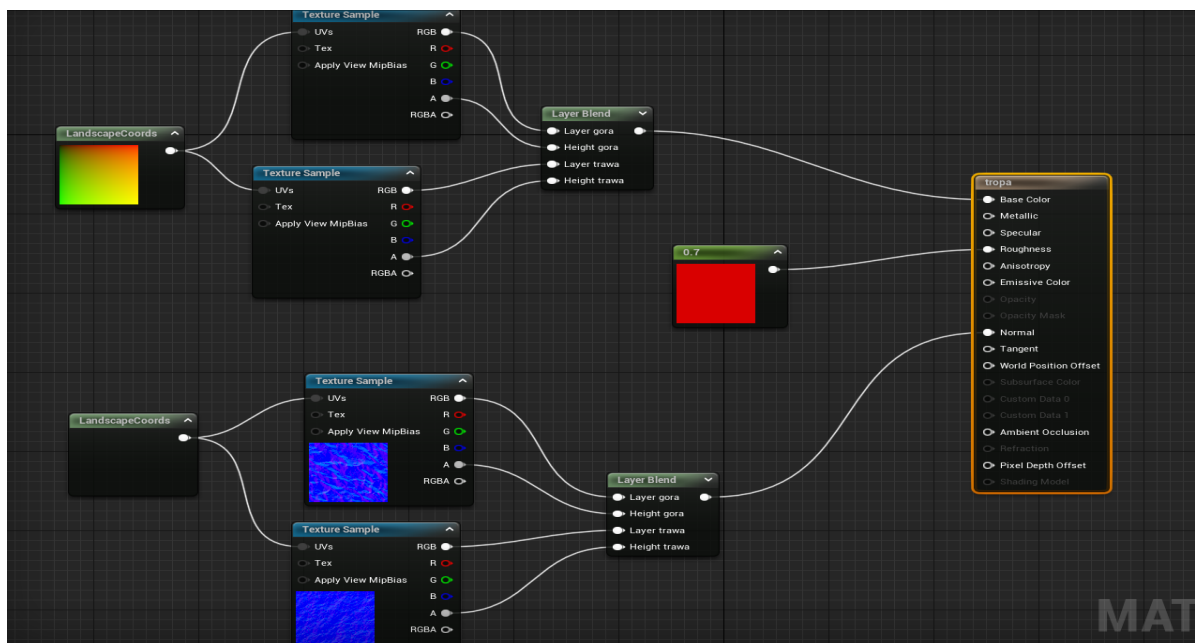 Texture Sample
UVs RGB
Tex R
Apply View MipBias G
B
A
RGBA
LandscapeCoords
Texture Sample
UVs RGB
Tex R
Apply View MipBias G
B
A
RGBA
Layer Blend
Layer gora
Height gora
Layer trawa
Height trawa
0.7
tropa
Base Color
Metallic
Specular
Roughness
Anisotropy
Emissive Color
Opacity
Opacity Mask
Normal
Tangent
World Position Offset
Subsurface Color
Custom Data 0
Custom Data 1
Ambient Occlusion
Refraction
Pixel Depth Offset
Shading Model
LandscapeCoords
Texture Sample
UVs RGB
Tex R
Apply View MipBias G
B
A
RGBA
Texture Sample
UVs RGB
Tex R
Apply View MipBias G
B
A
RGBA
Layer Blend
Layer gora
Height gora
Layer trawa
Height trawa
MAT